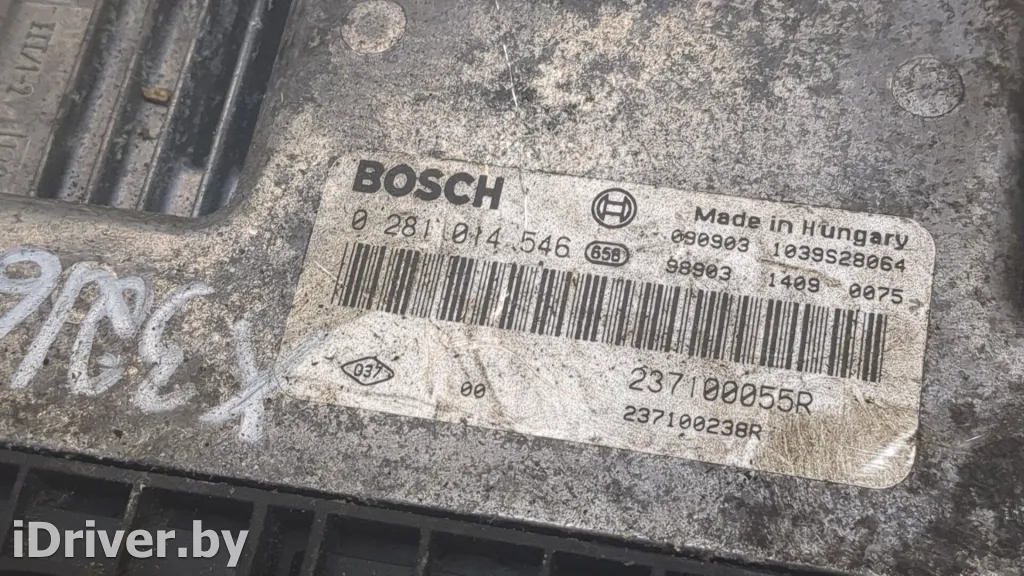 BOSCH
Made in Hungary
0 281 014 546 658
090903 1039S28064
98903 1409 0075
037
00
237100055R
237100238R
iDriver.by